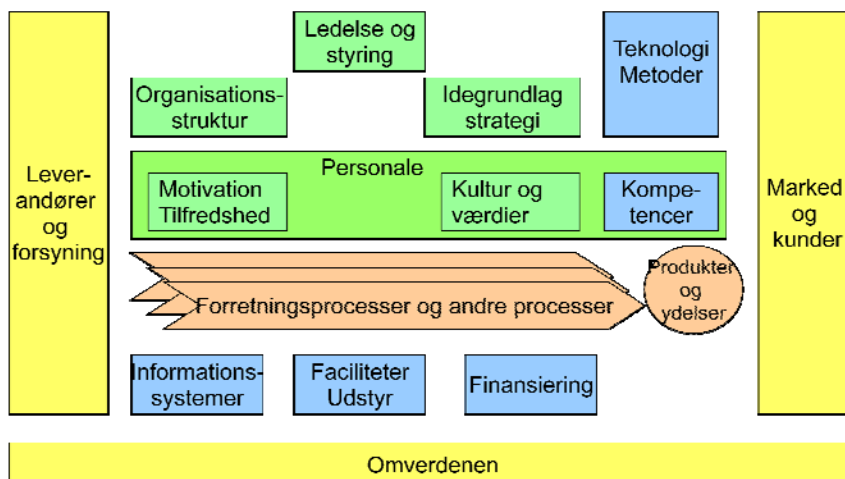 Ledelse og
styring
Teknologi
Metoder
Organisations-
struktur
Idegrundlag
strategi
Lever-
andører
og
forsyning
Personale
Motivation
Tilfredshed
Kultur og
værdier
Kompe-
tencer
Marked
og
kunder
Forretningsprocesser og andre processer
Produkter
og
ydelser
Informations-
systemer
Faciliteter
Udstyr
Finansiering
Omverdenen